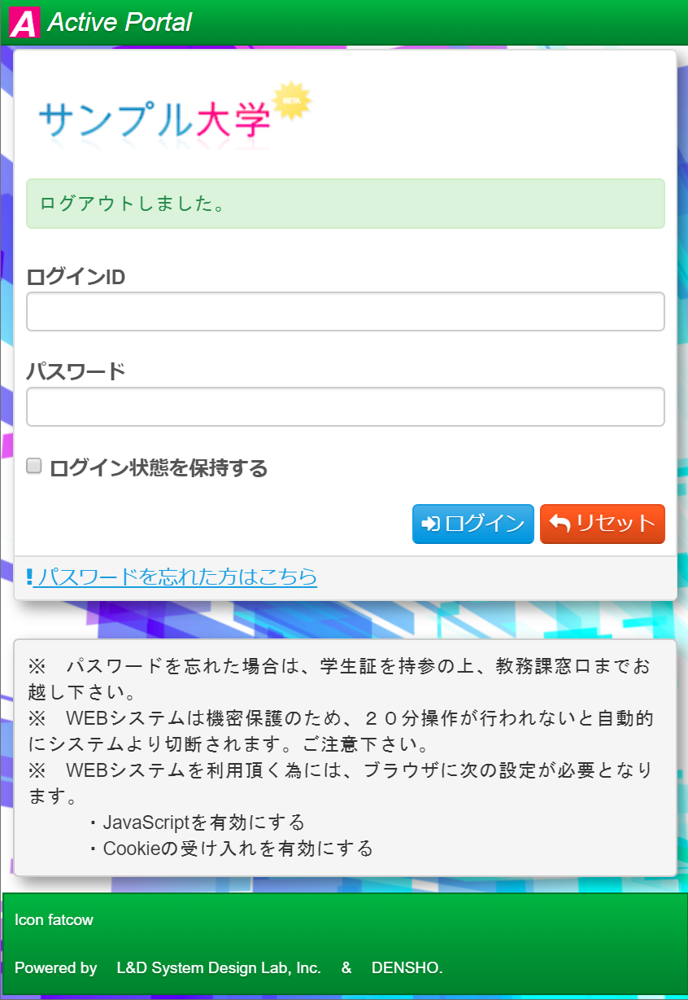 A Active Portal
サンプル大学 BETA
ログアウトしました。
ログインID
パスワード
ログイン状態を保持する
ログイン リセット
! パスワードを忘れた方はこちら
※　パスワードを忘れた場合は、学生証を持参の上、教務課窓口までお
越し下さい。
※　WEBシステムは機密保護のため、２０分操作が行われないと自動的
にシステムより切断されます。ご注意下さい。
※　WEBシステムを利用頂く為には、ブラウザに次の設定が必要となり
ます。
・JavaScriptを有効にする
・Cookieの受け入れを有効にする
Icon fatcow
Powered by　L&D System Design Lab, Inc.　&　DENSHO.